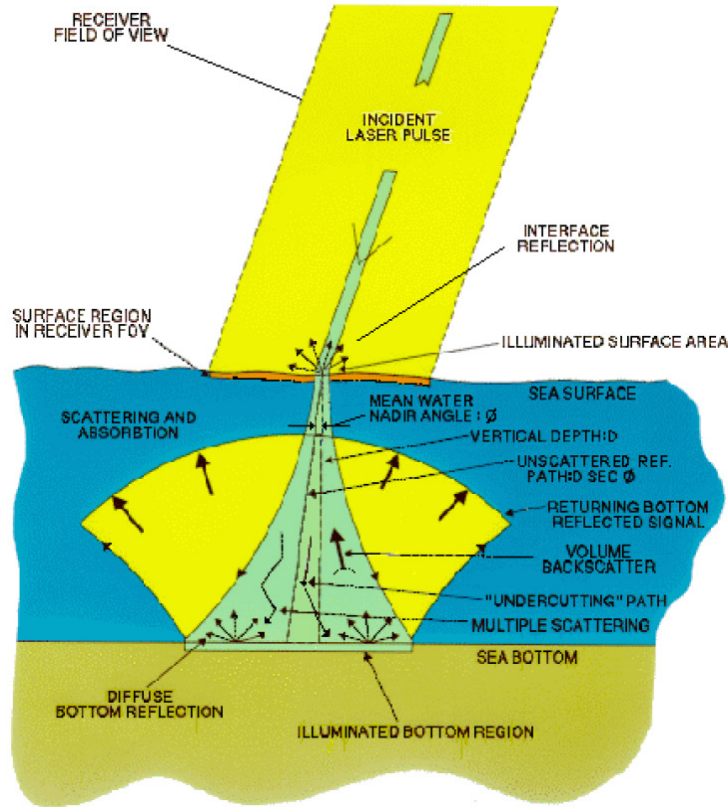 RECEIVER
FIELD OF VIEW
INCIDENT
LASER PULSE
INTERFACE
REFLECTION
SURFACE REGION
IN RECEIVER FOV
ILLUMINATED SURFACE AREA
SEA SURFACE
MEAN WATER
NADIR ANGLE : Ø
SCATTERING AND
ABSORBTION
VERTICAL DEPTH:D
UNSCATTERED REF.
PATH:D SEC Ø
RETURNING BOTTOM
REFLECTED SIGNAL
VOLUME
BACKSCATTER
"UNDERCUTTING" PATH
MULTIPLE SCATTERING
SEA BOTTOM
DIFFUSE
BOTTOM REFLECTION
ILLUMINATED BOTTOM REGION